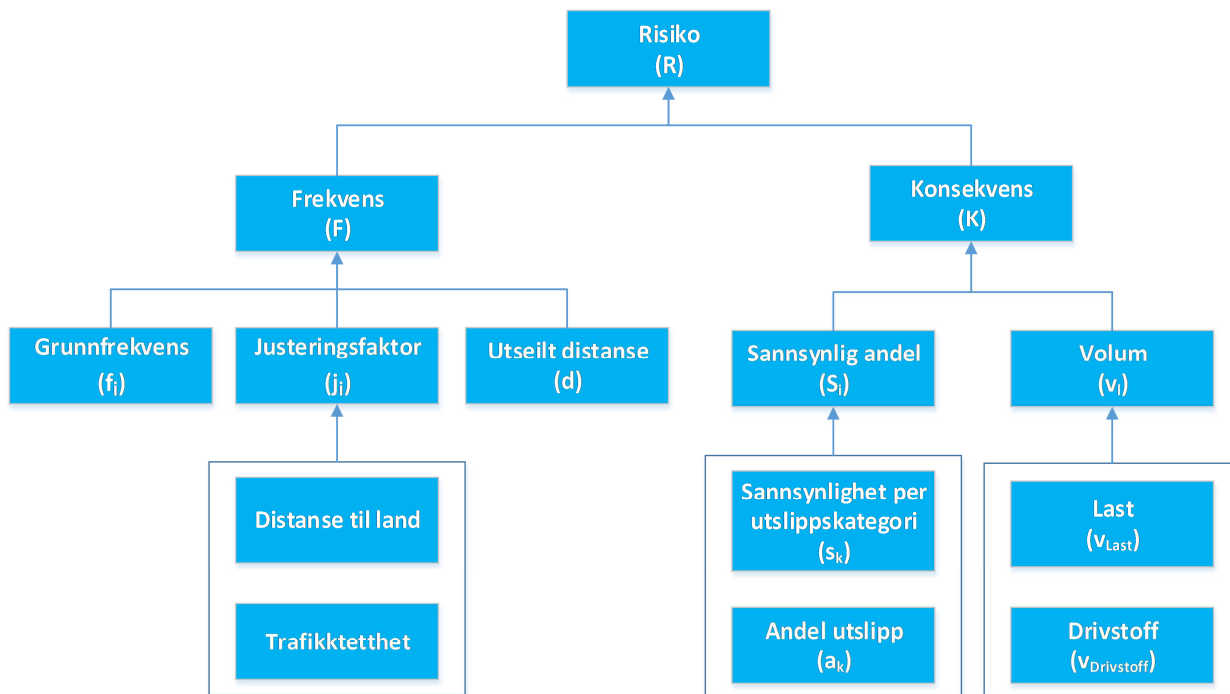 Risiko
(R)
Frekvens
(F)
Konsekvens
(K)
Grunnfrekvens
(fi)
Justeringsfaktor
(ji)
Utseilt distanse
(d)
Sannsynlig andel
(Si)
Volum
(vl)
Distanse til land
Trafikktetthet
Sannsynlighet per
utslippskategori
(sk)
Andel utslipp
(ak)
Last
(vLast)
Drivstoff
(vDrivstoff)